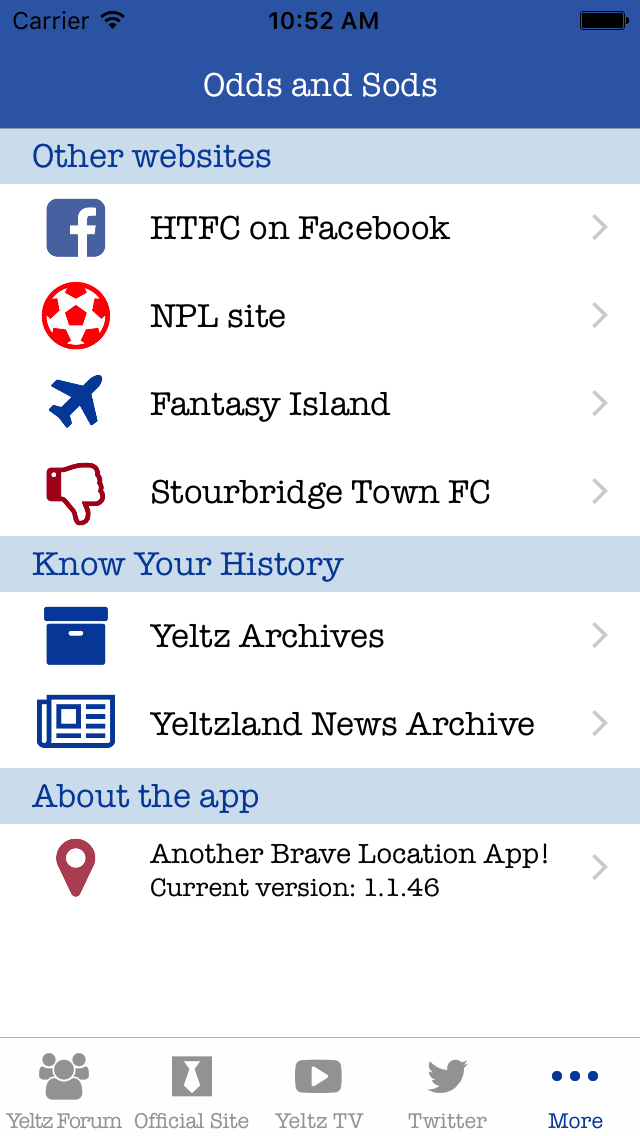 Carrier 10:52 AM
Odds and Sods
Other websites
HTFC on Facebook
NPL site
Fantasy Island
Stourbridge Town FC
Know Your History
Yeltz Archives
Yeltzland News Archive
About the app
Another Brave Location App!
Current version: 1.1.46
Yeltz Forum Official Site Yeltz TV Twitter More